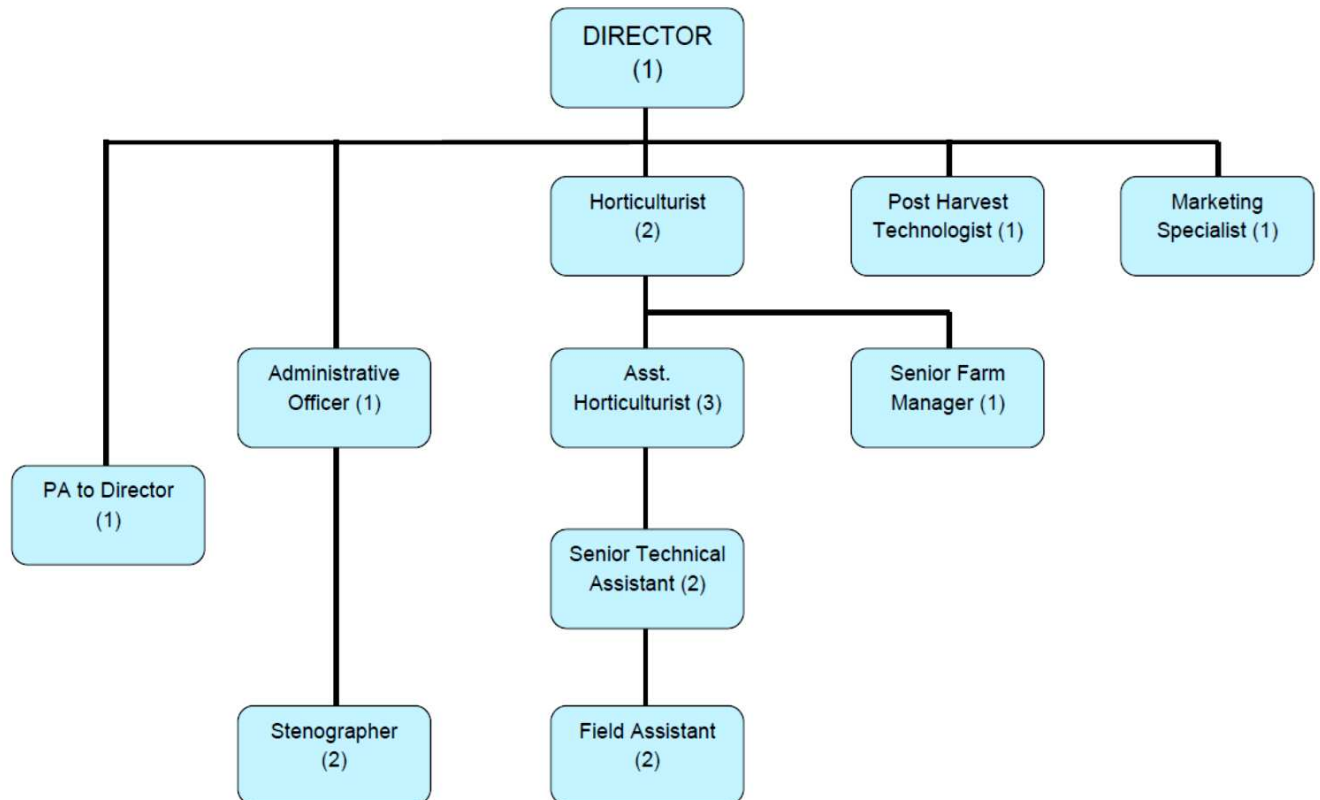 DIRECTOR
(1)
Horticulturist
(2)
Post Harvest
Technologist (1)
Marketing
Specialist (1)
Administrative
Officer (1)
Asst.
Horticulturist (3)
Senior Farm
Manager (1)
PA to Director
(1)
Senior Technical
Assistant (2)
Stenographer
(2)
Field Assistant
(2)